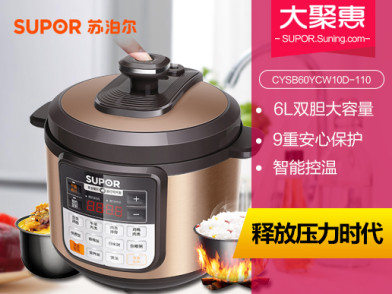 SUPOR 苏泊尔
大聚惠
-SUPOR.Suning.com-
CYSB60YCW10D-110
6L双胆大容量
9重安心保护
智能控温
释放压力时代
SUPOR